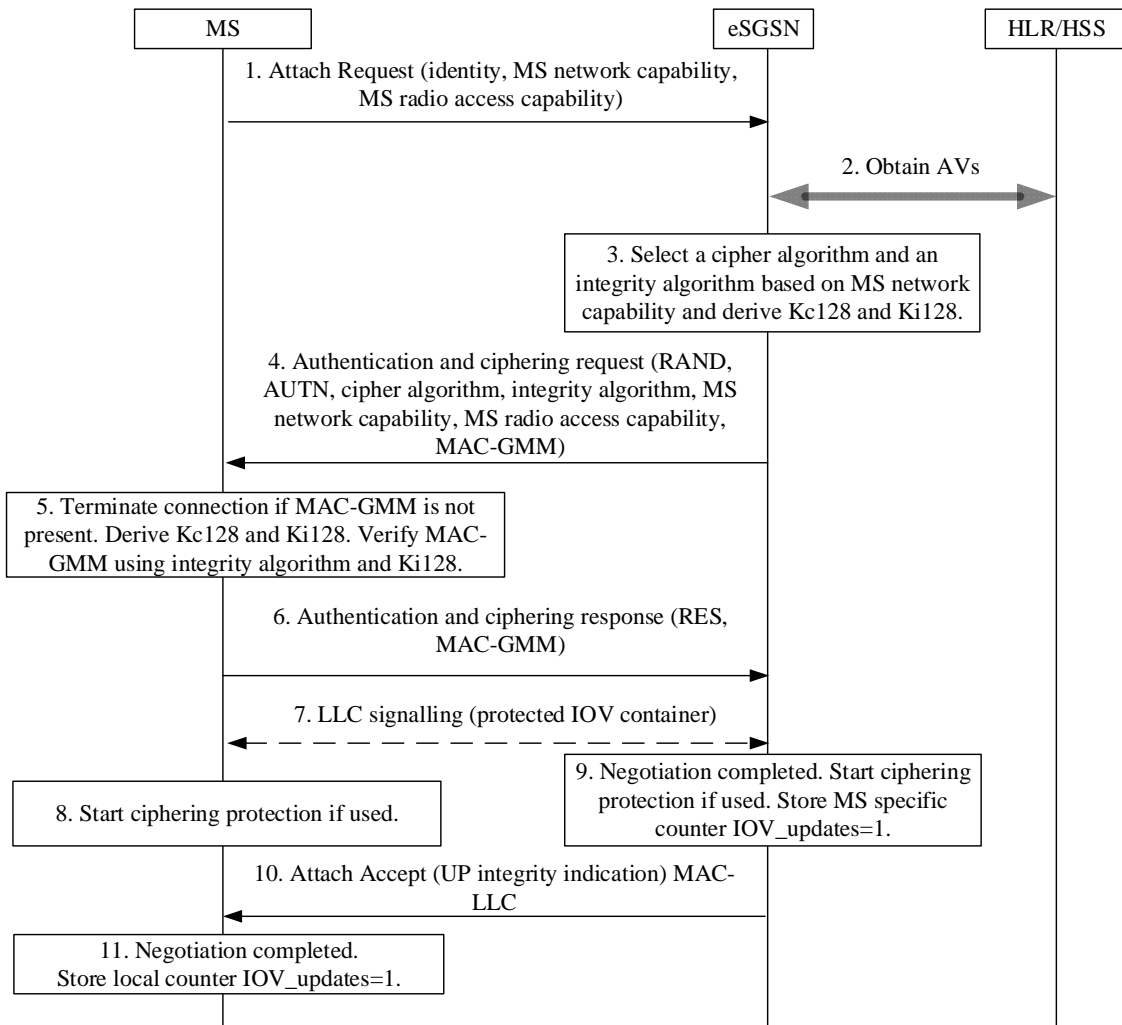 MS
eSGSN
HLR/HSS
1. Attach Request (identity, MS network capability,
MS radio access capability)
2. Obtain AVs
3. Select a cipher algorithm and an
integrity algorithm based on MS network
capability and derive Kc128 and Ki128.
4. Authentication and ciphering request (RAND,
AUTN, cipher algorithm, integrity algorithm, MS
network capability, MS radio access capability,
MAC-GMM)
5. Terminate connection if MAC-GMM is not
present. Derive Kc128 and Ki128. Verify MAC-
GMM using integrity algorithm and Ki128.
6. Authentication and ciphering response (RES,
MAC-GMM)
7. LLC signalling (protected IOV container)
8. Start ciphering protection if used.
9. Negotiation completed. Start ciphering
protection if used. Store MS specific
counter IOV_updates=1.
10. Attach Accept (UP integrity indication) MAC-
LLC
11. Negotiation completed.
Store local counter IOV_updates=1.